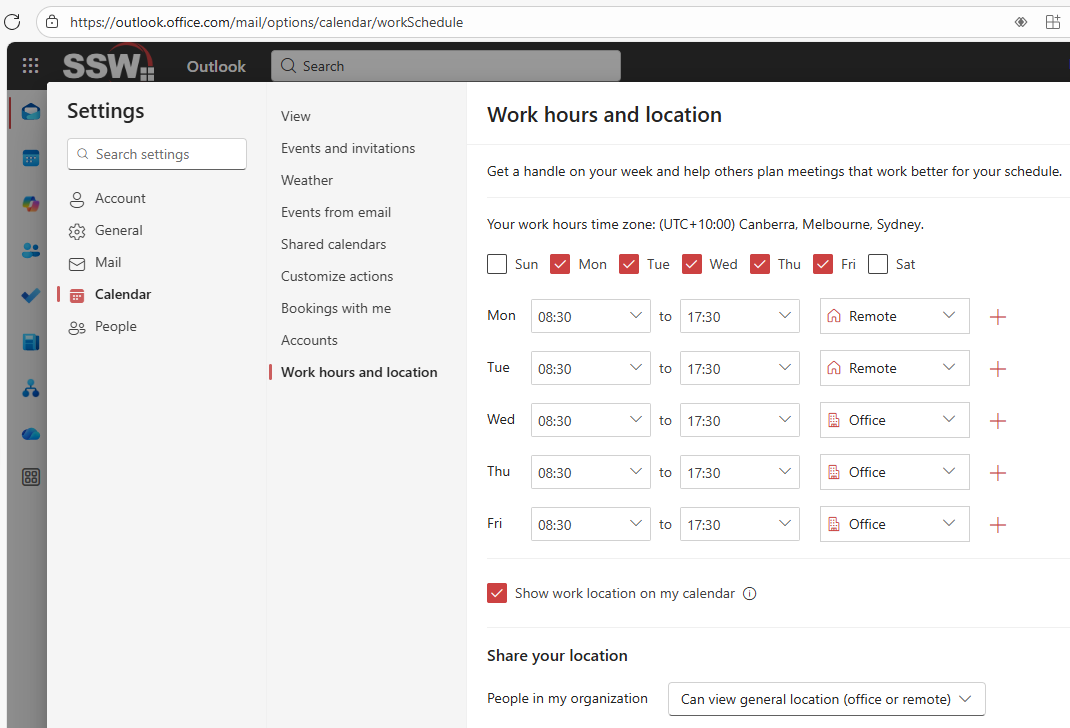 https://outlook.office.com/mail/options/calendar/workSchedule
SSW Outlook Search
Settings
Search settings
Account
General
Mail
Calendar
People
View
Events and invitations
Weather
Events from email
Shared calendars
Customize actions
Bookings with me
Accounts
Work hours and location
Work hours and location
Get a handle on your week and help others plan meetings that work better for your schedule.
Your work hours time zone: (UTC+10:00) Canberra, Melbourne, Sydney.
Sun Mon Tue Wed Thu Fri Sat
Mon 08:30 to 17:30 Remote
Tue 08:30 to 17:30 Remote
Wed 08:30 to 17:30 Office
Thu 08:30 to 17:30 Office
Fri 08:30 to 17:30 Office
Show work location on my calendar
Share your location
People in my organization Can view general location (office or remote)